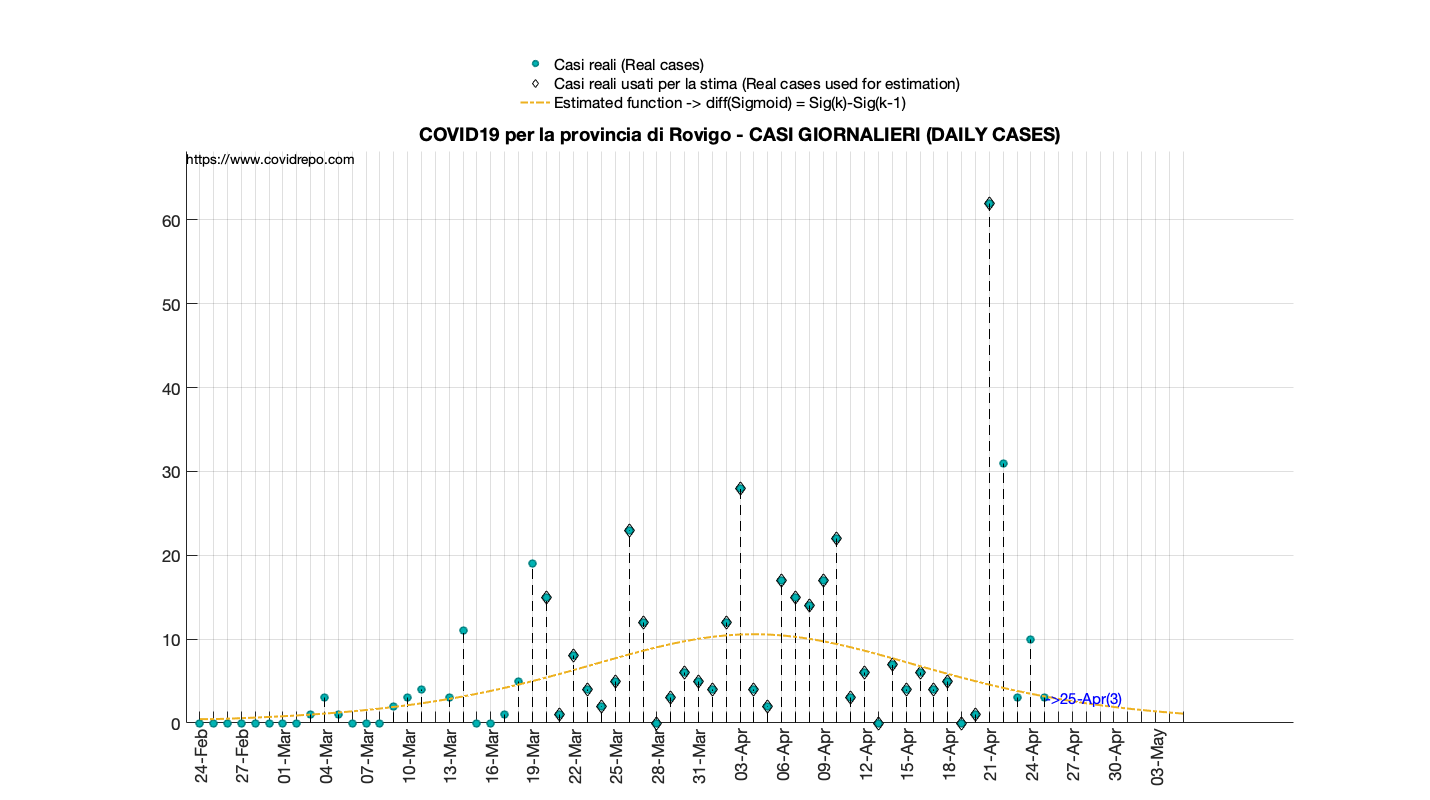 Casi reali (Real cases)
Casi reali usati per la stima (Real cases used for estimation)
Estimated function -> diff(Sigmoid) = Sig(k)-Sig(k-1)
COVID19 per la provincia di Rovigo - CASI GIORNALIERI (DAILY CASES)
https://www.covidrepo.com
60
50
40
30
20
10
0
->25-Apr(3)
24-Feb
27-Feb
01-Mar
04-Mar
07-Mar
10-Mar
13-Mar
16-Mar
19-Mar
22-Mar
25-Mar
28-Mar
31-Mar
03-Apr
06-Apr
09-Apr
12-Apr
15-Apr
18-Apr
21-Apr
24-Apr
27-Apr
30-Apr
03-May